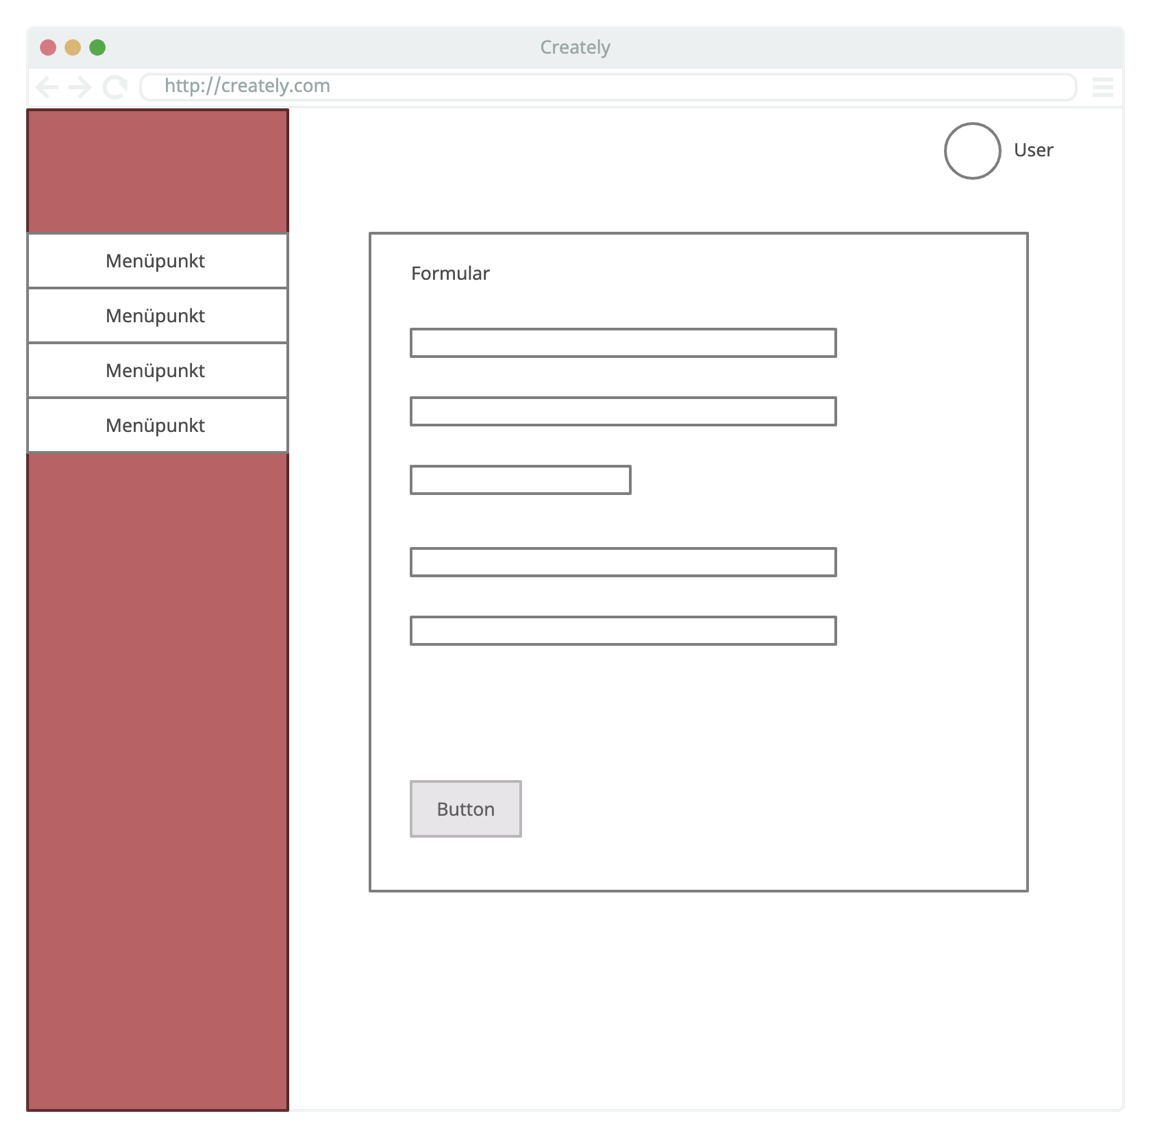 Creately
http://creately.com
User
Menüpunkt
Menüpunkt
Menüpunkt
Menüpunkt
Formular
Button